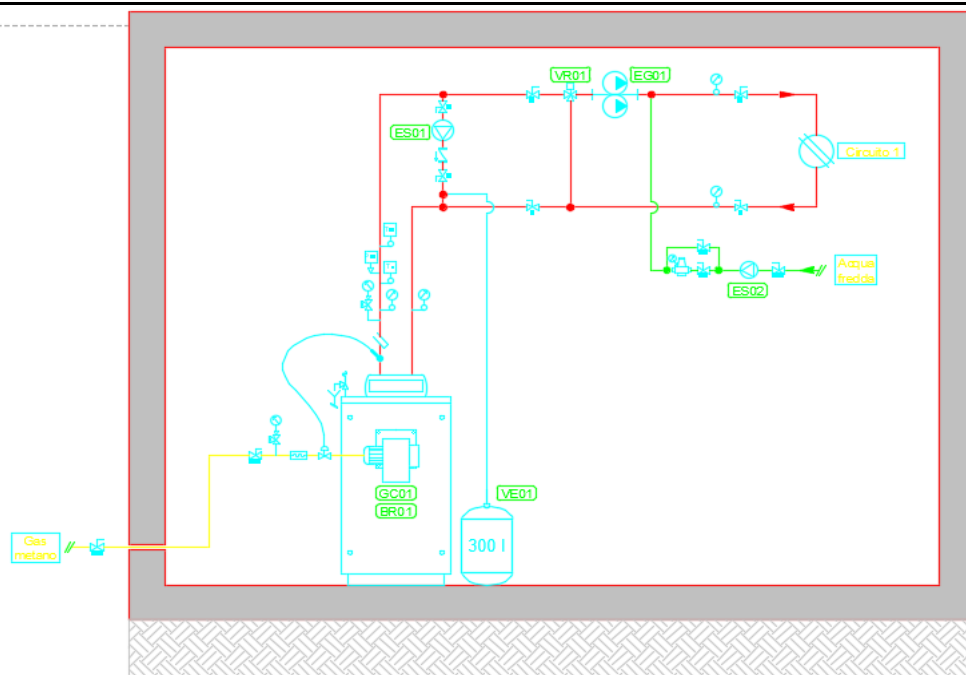 VR01
EG01
ES01
Circuito 1
Acqua
fredda
ES02
GC01
BR01
VE01
Gas
metano
300 l